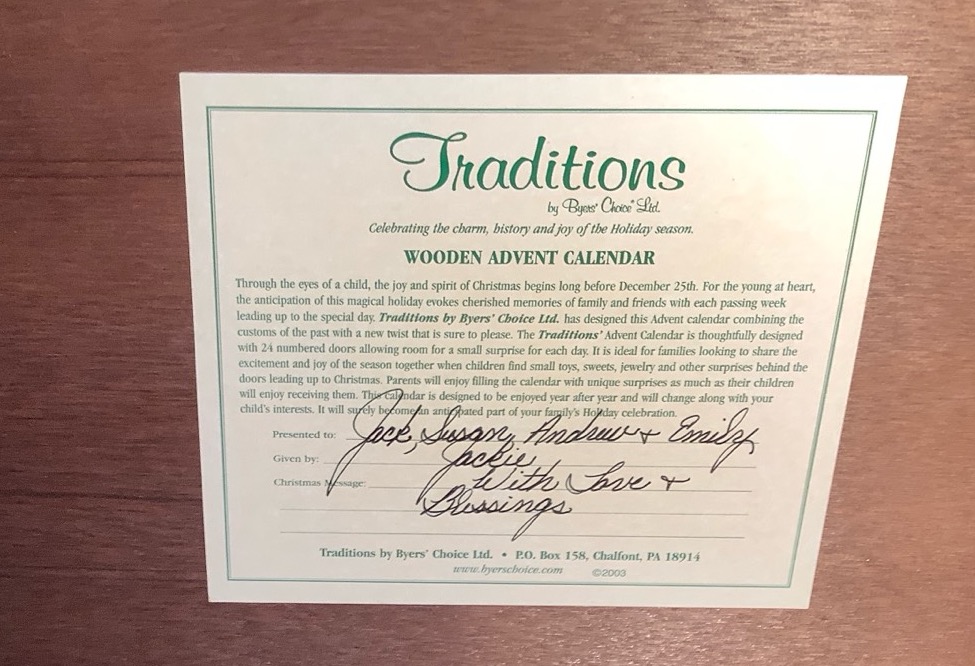 Traditions
by Byers' Choice® Ltd.
Celebrating the charm, history and joy of the Holiday season.
WOODEN ADVENT CALENDAR
Through the eyes of a child, the joy and spirit of Christmas begins long before December 25th. For the young at heart,
the anticipation of this magical holiday evokes cherished memories of family and friends with each passing week
leading up to the special day. Traditions by Byers' Choice Ltd. has designed this Advent calendar combining the
customs of the past with a new twist that is sure to please. The Traditions' Advent Calendar is thoughtfully designed
with 24 numbered doors allowing room for a small surprise for each day. It is ideal for families looking to share the
excitement and joy of the season together when children find small toys, sweets, jewelry and other surprises behind the
doors leading up to Christmas. Parents will enjoy filling the calendar with unique surprises as much as their children
will enjoy receiving them. This calendar is designed to be enjoyed year after year and will change along with your
child's interests. It will surely become an anticipated part of your family's Holiday celebration.
Presented to: Jack, Susan, Andrew + Emily
Given by: Jackie
Christmas Message: With Love +
Blessings
Traditions by Byers' Choice Ltd. • P.O. Box 158, Chalfont, PA 18914
www.byerschoice.com ©2003